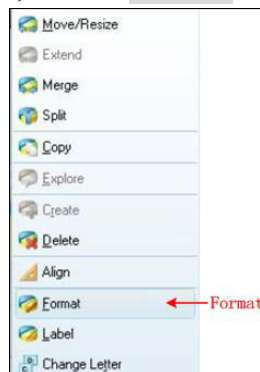 Move/Resize
Extend
Merge
Split
Copy
Explore
Create
Delete
Align
Format
Format
Label
Change Letter